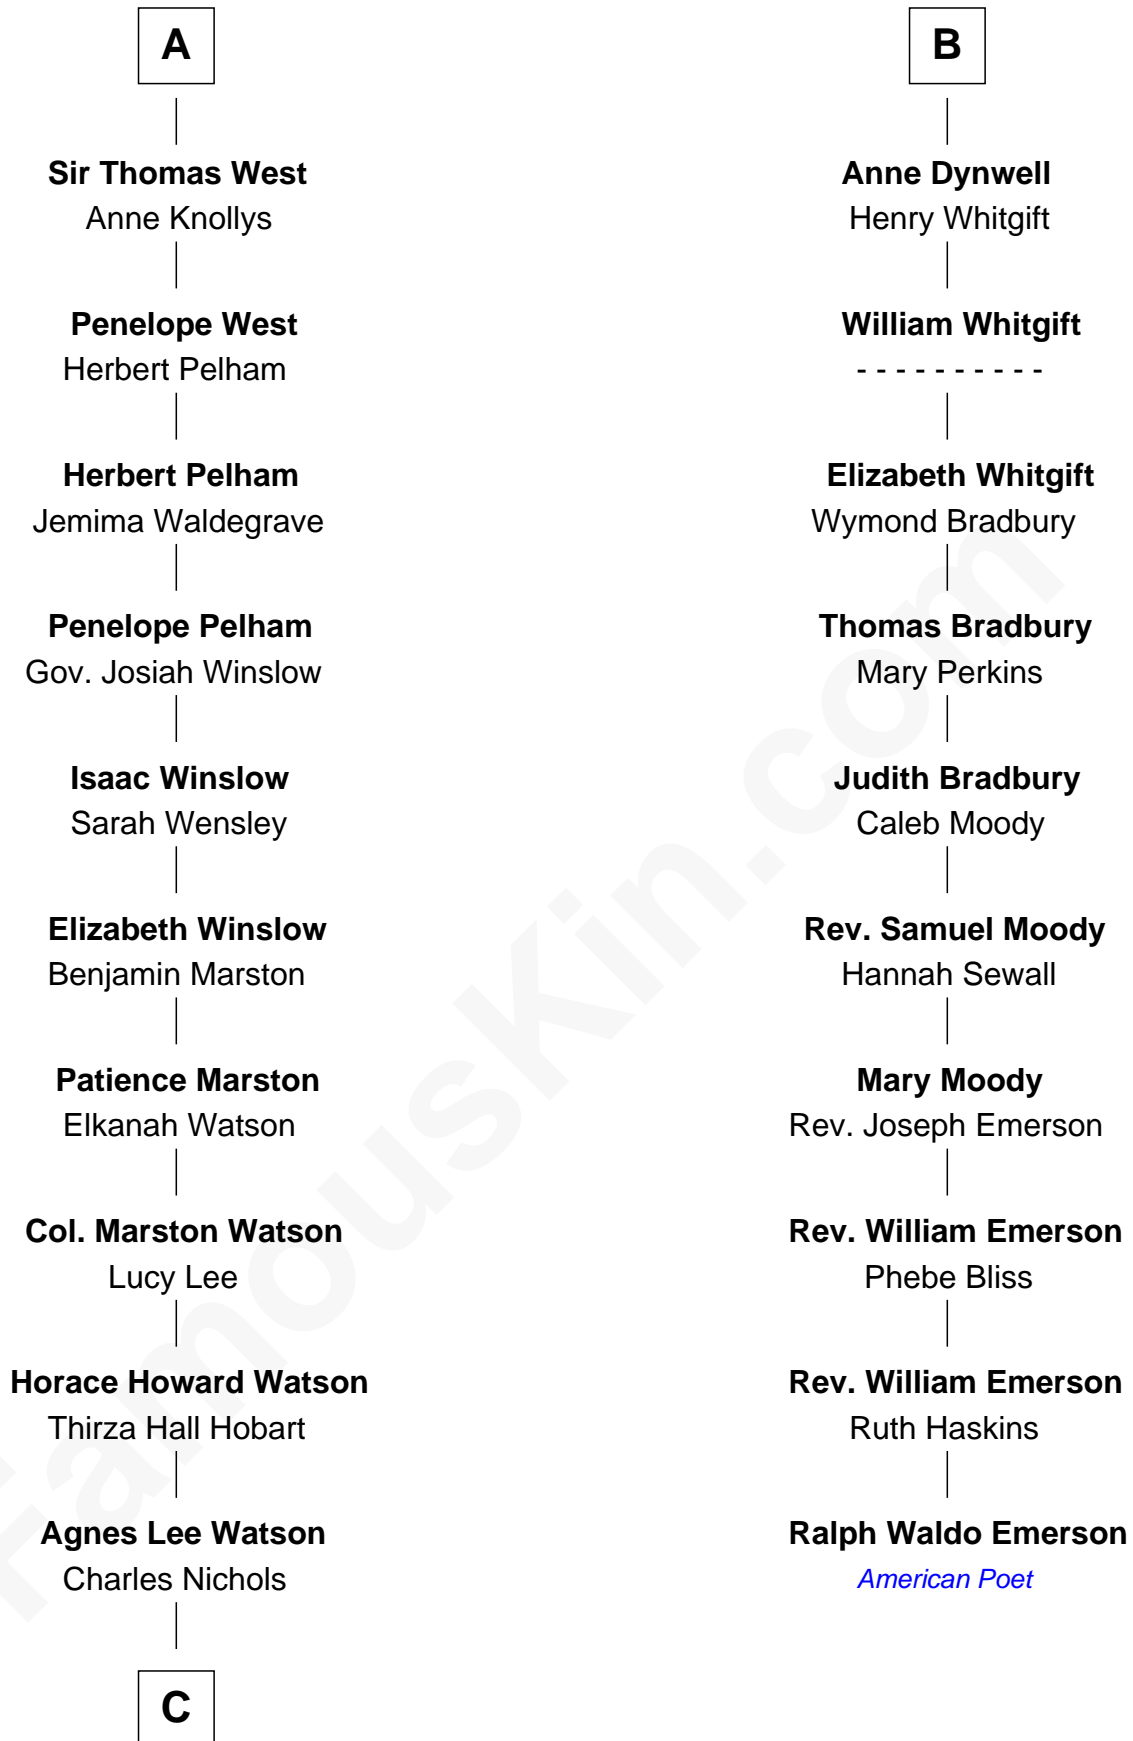 A
Sir Thomas West
Anne Knollys
Penelope West
Herbert Pelham
Herbert Pelham
Jemima Waldegrave
Penelope Pelham
Gov. Josiah Winslow
Isaac Winslow
Sarah Wensley
Elizabeth Winslow
Benjamin Marston
Patience Marston
Elkanah Watson
Col. Marston Watson
Lucy Lee
Horace Howard Watson
Thirza Hall Hobart
Agnes Lee Watson
Charles Nichols
C
B
Anne Dynwell
Henry Whitgift
William Whitgift
- - - - - - - - - -
Elizabeth Whitgift
Wymond Bradbury
Thomas Bradbury
Mary Perkins
Judith Bradbury
Caleb Moody
Rev. Samuel Moody
Hannah Sewall
Mary Moody
Rev. Joseph Emerson
Rev. William Emerson
Phebe Bliss
Rev. William Emerson
Ruth Haskins
Ralph Waldo Emerson
American Poet
FamousKin.com